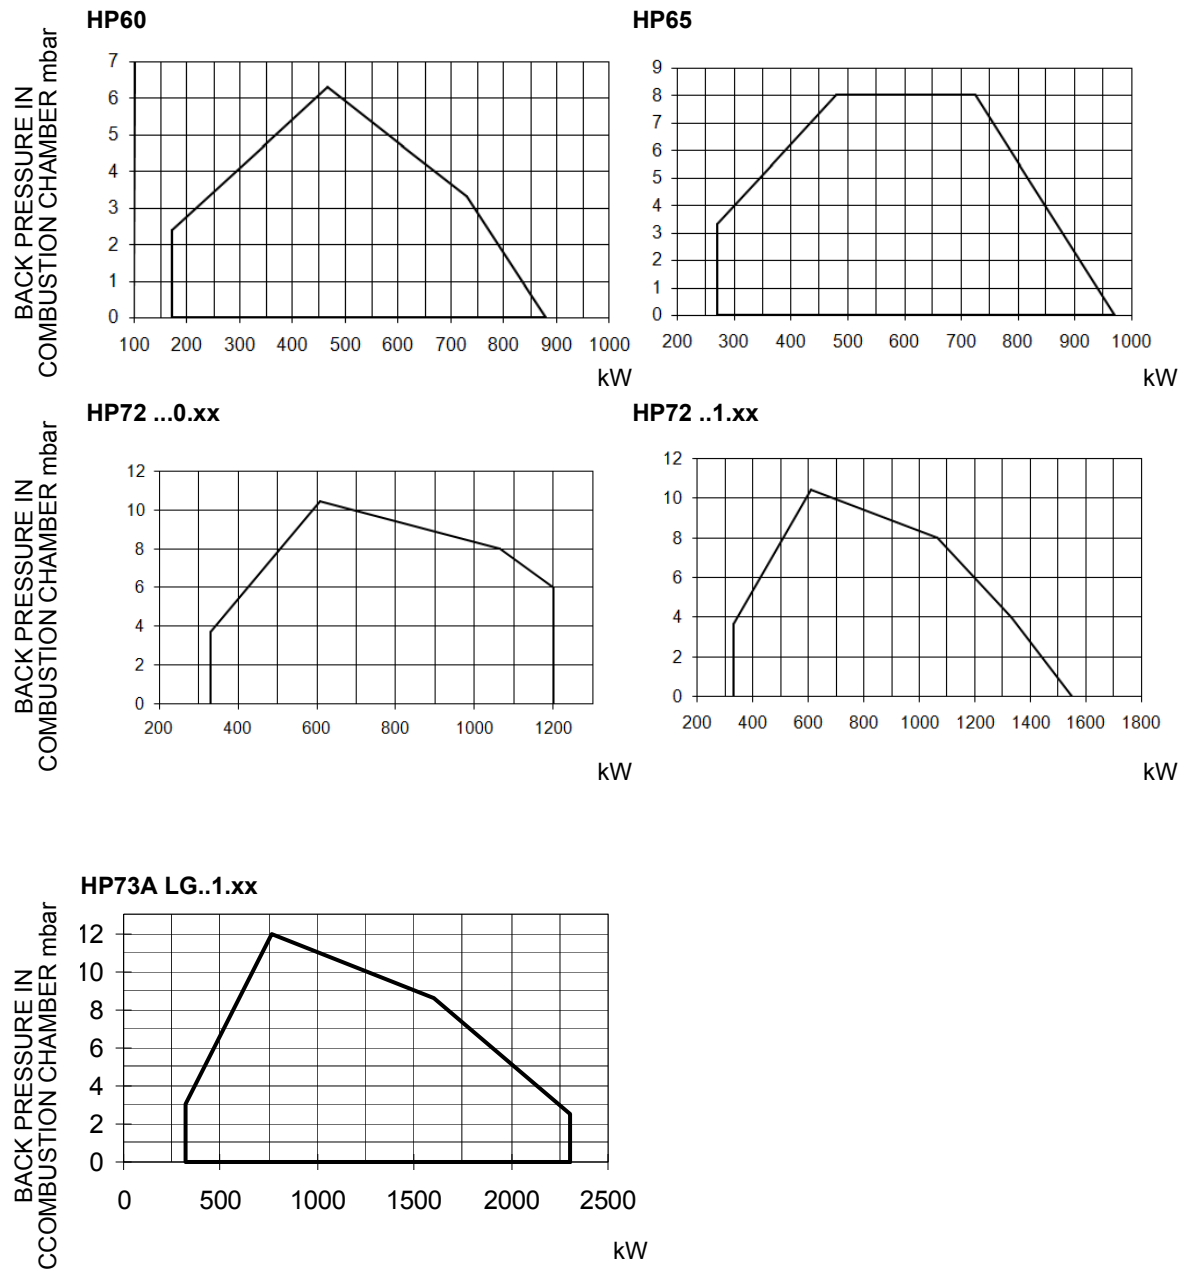 HP60
HP65
BACK PRESSURE IN
COMBUSTION CHAMBER mbar
7
6
5
4
3
2
1
0
100 200 300 400 500 600 700 800 900 1000
kW
9
8
7
6
5
4
3
2
1
0
200 300 400 500 600 700 800 900 1000
kW
HP72 ...0.xx
HP72 ..1.xx
BACK PRESSURE IN
COMBUSTION CHAMBER mbar
12
10
8
6
4
2
0
200 400 600 800 1000 1200
kW
12
10
8
6
4
2
0
200 400 600 800 1000 1200 1400 1600 1800
kW
HP73A LG..1.xx
BACK PRESSURE IN
CCOMBUSTION CHAMBER mbar
12
10
8
6
4
2
0
0 500 1000 1500 2000 2500
kW